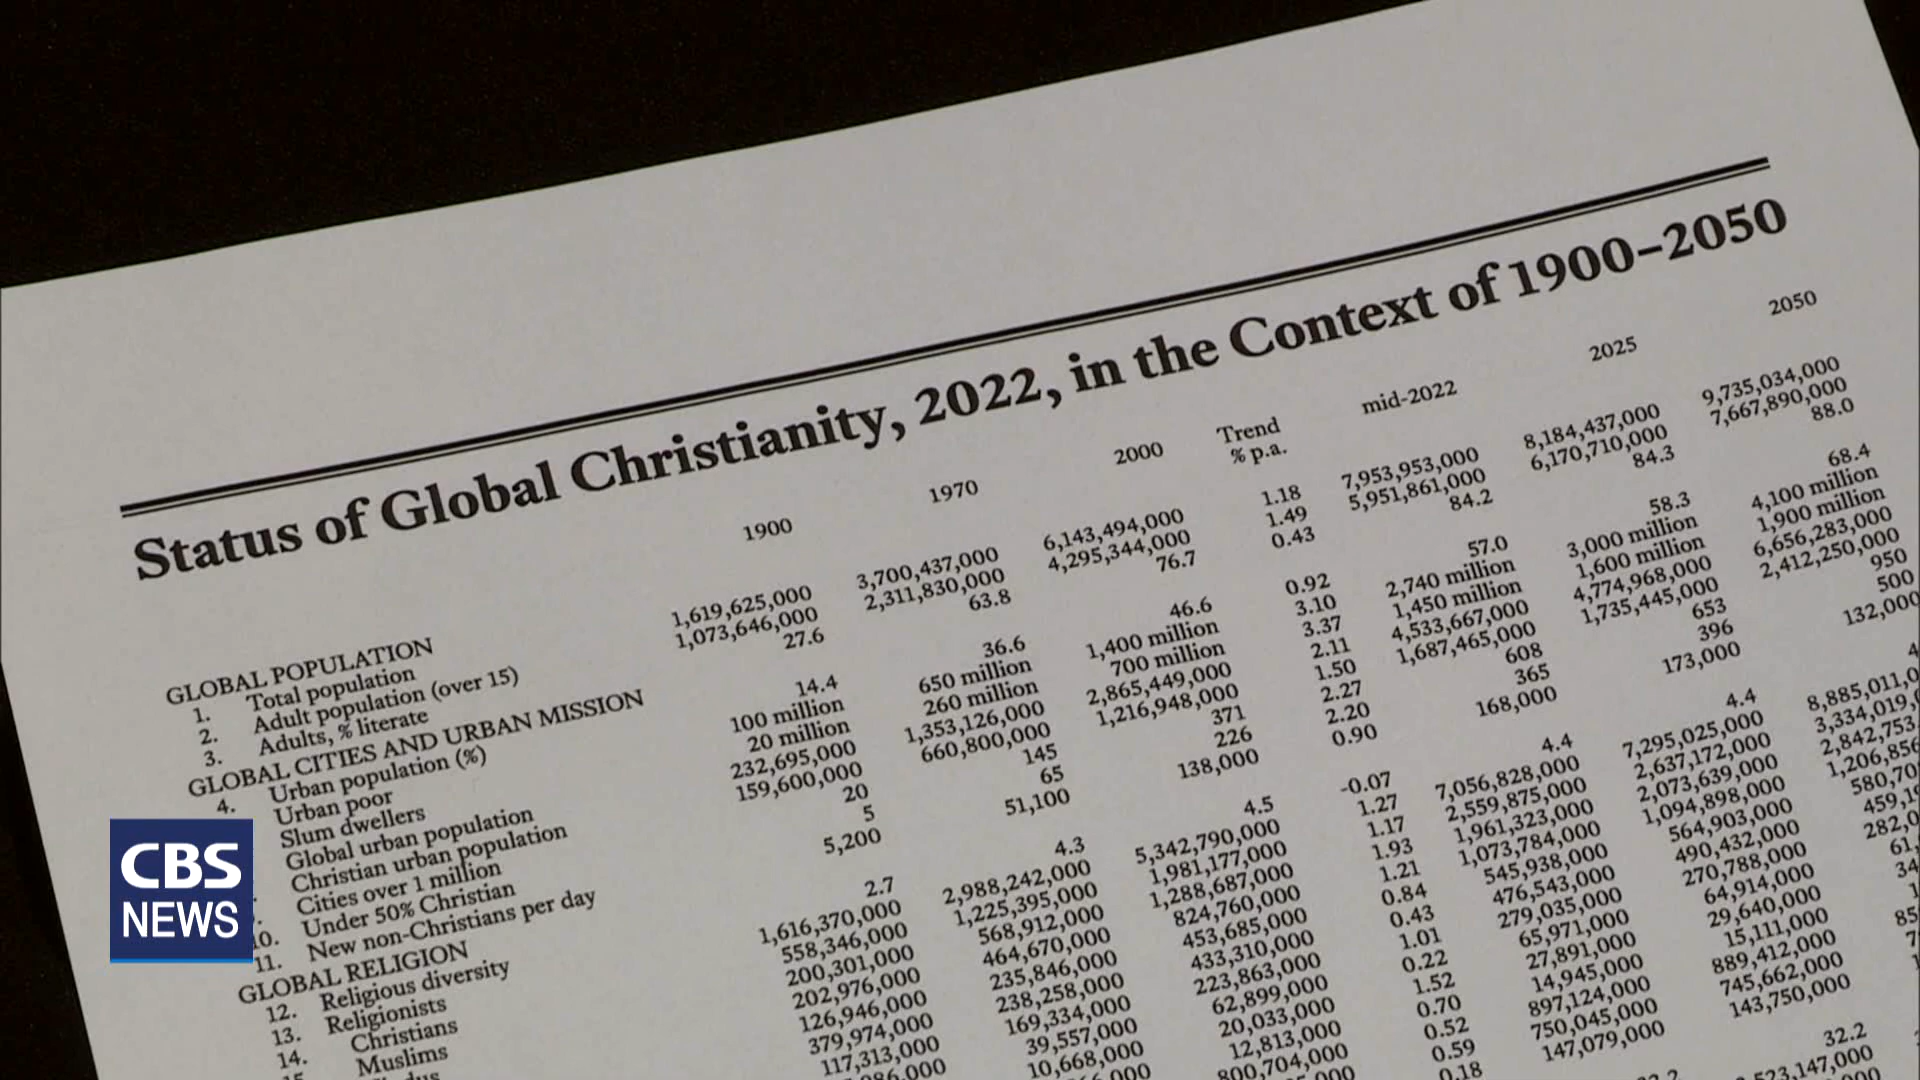 Status of Global Christianity, 2022, in the Context of 1900–2050
1900 1970 2000 Trend % p.a. mid-2022 2025 2050
GLOBAL POPULATION
1. Total population 1,619,625,000 3,700,437,000 6,143,494,000 1.18 7,953,953,000 8,184,437,000 9,735,034,000
2. Adult population (over 15) 1,073,646,000 2,311,830,000 4,295,344,000 1.49 5,951,861,000 6,170,710,000 7,667,890,000
3. Adults, % literate 27.6 63.8 76.7 0.43 84.2 84.3 88.0
GLOBAL CITIES AND URBAN MISSION
4. Urban population (%) 14.4 36.6 46.6 0.92 57.0 58.3 68.4
Urban poor 100 million 650 million 1,400 million 3.10 2,740 million 3,000 million 4,100 million
Slum dwellers 20 million 260 million 700 million 3.37 1,450 million 1,600 million 1,900 million
Global urban population 232,695,000 1,353,126,000 2,865,449,000 2.11 4,533,667,000 4,774,968,000 6,656,283,000
Christian urban population 159,600,000 660,800,000 1,216,948,000 1.50 1,687,465,000 1,735,445,000 2,412,250,000
Cities over 1 million 20 145 371 2.27 608 653 950
10. Under 50% Christian 5 65 226 2.20 365 396 500
11. New non-Christians per day 5,200 51,100 138,000 0.90 168,000 173,000 132,000
GLOBAL RELIGION
12. Religious diversity 2.7 4.3 4.5 -0.07 4.4 4.4
13. Religionists 1,616,370,000 2,988,242,000 5,342,790,000 1.27 7,056,828,000 7,295,025,000 8,885,011,0
14. Christians 558,346,000 1,225,395,000 1,981,177,000 1.17 2,559,875,000 2,637,172,000 3,334,019,
Muslims 200,301,000 568,912,000 1,288,687,000 1.93 1,961,323,000 2,073,639,000 2,842,753,
202,976,000 464,670,000 824,760,000 1.21 1,073,784,000 1,094,898,000 1,206,856
126,946,000 235,846,000 453,685,000 0.84 545,938,000 564,903,000 580,70
379,974,000 238,258,000 433,310,000 0.43 476,543,000 490,432,000 459,19
117,313,000 169,334,000 223,863,000 1.01 279,035,000 270,788,000 282,0
39,557,000 62,899,000 0.22 65,971,000 64,914,000 61,
10,668,000 20,033,000 1.52 27,891,000 29,640,000 34
12,813,000 0.70 14,945,000 15,111,000
800,704,000 0.52 897,124,000 889,412,000 85
0.59 750,045,000 745,662,000
0.18 147,079,000 143,750,000
32.2
CBS
NEWS